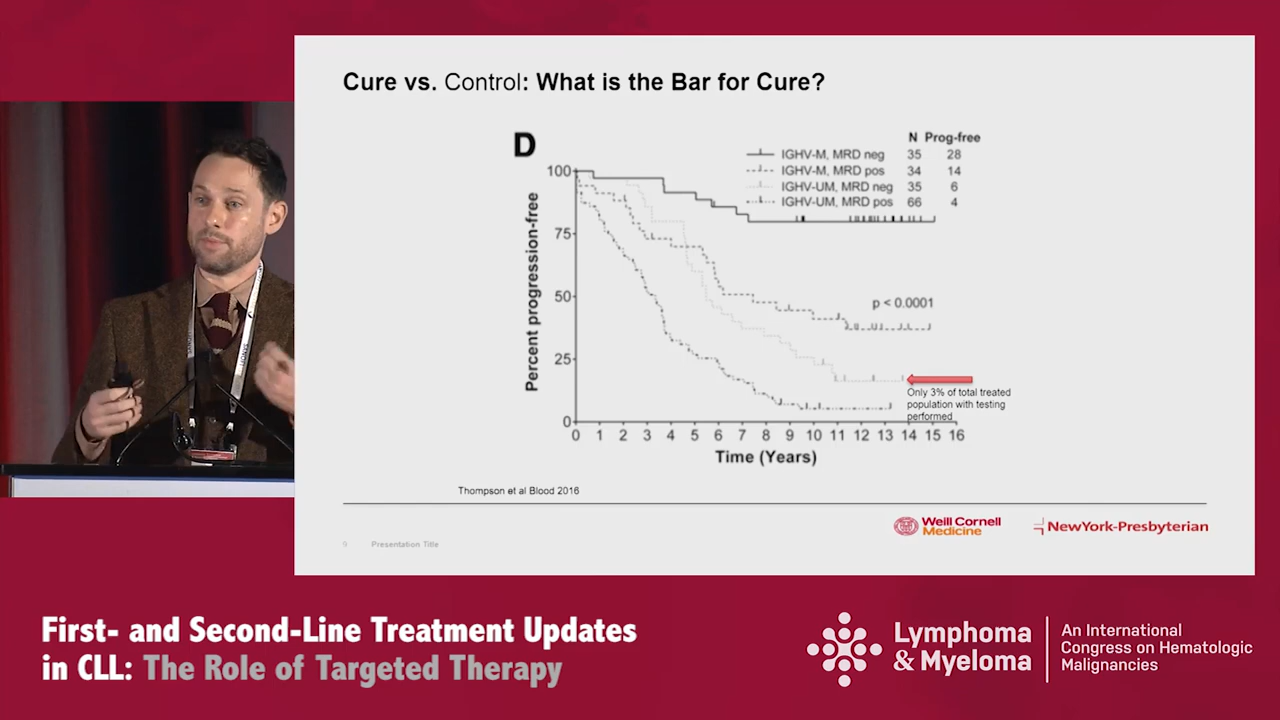 Cure vs. Control: What is the Bar for Cure?
D
N Prog-free
IGHV-M, MRD neg 35 28
IGHV-M, MRD pos 34 14
IGHV-UM, MRD neg 35 6
IGHV-UM, MRD pos 66 4
Percent progression-free
100
75
50
25
0
p < 0.0001
Only 3% of total treated
population with testing
performed
0 1 2 3 4 5 6 7 8 9 10 11 12 13 14 15 16
Time (Years)
Thompson et al Blood 2016
Weill Cornell
Medicine
NewYork-Presbyterian
9 Presentation Title
First- and Second-Line Treatment Updates
in CLL: The Role of Targeted Therapy
Lymphoma
& Myeloma
An International
Congress on Hematologic
Malignancies